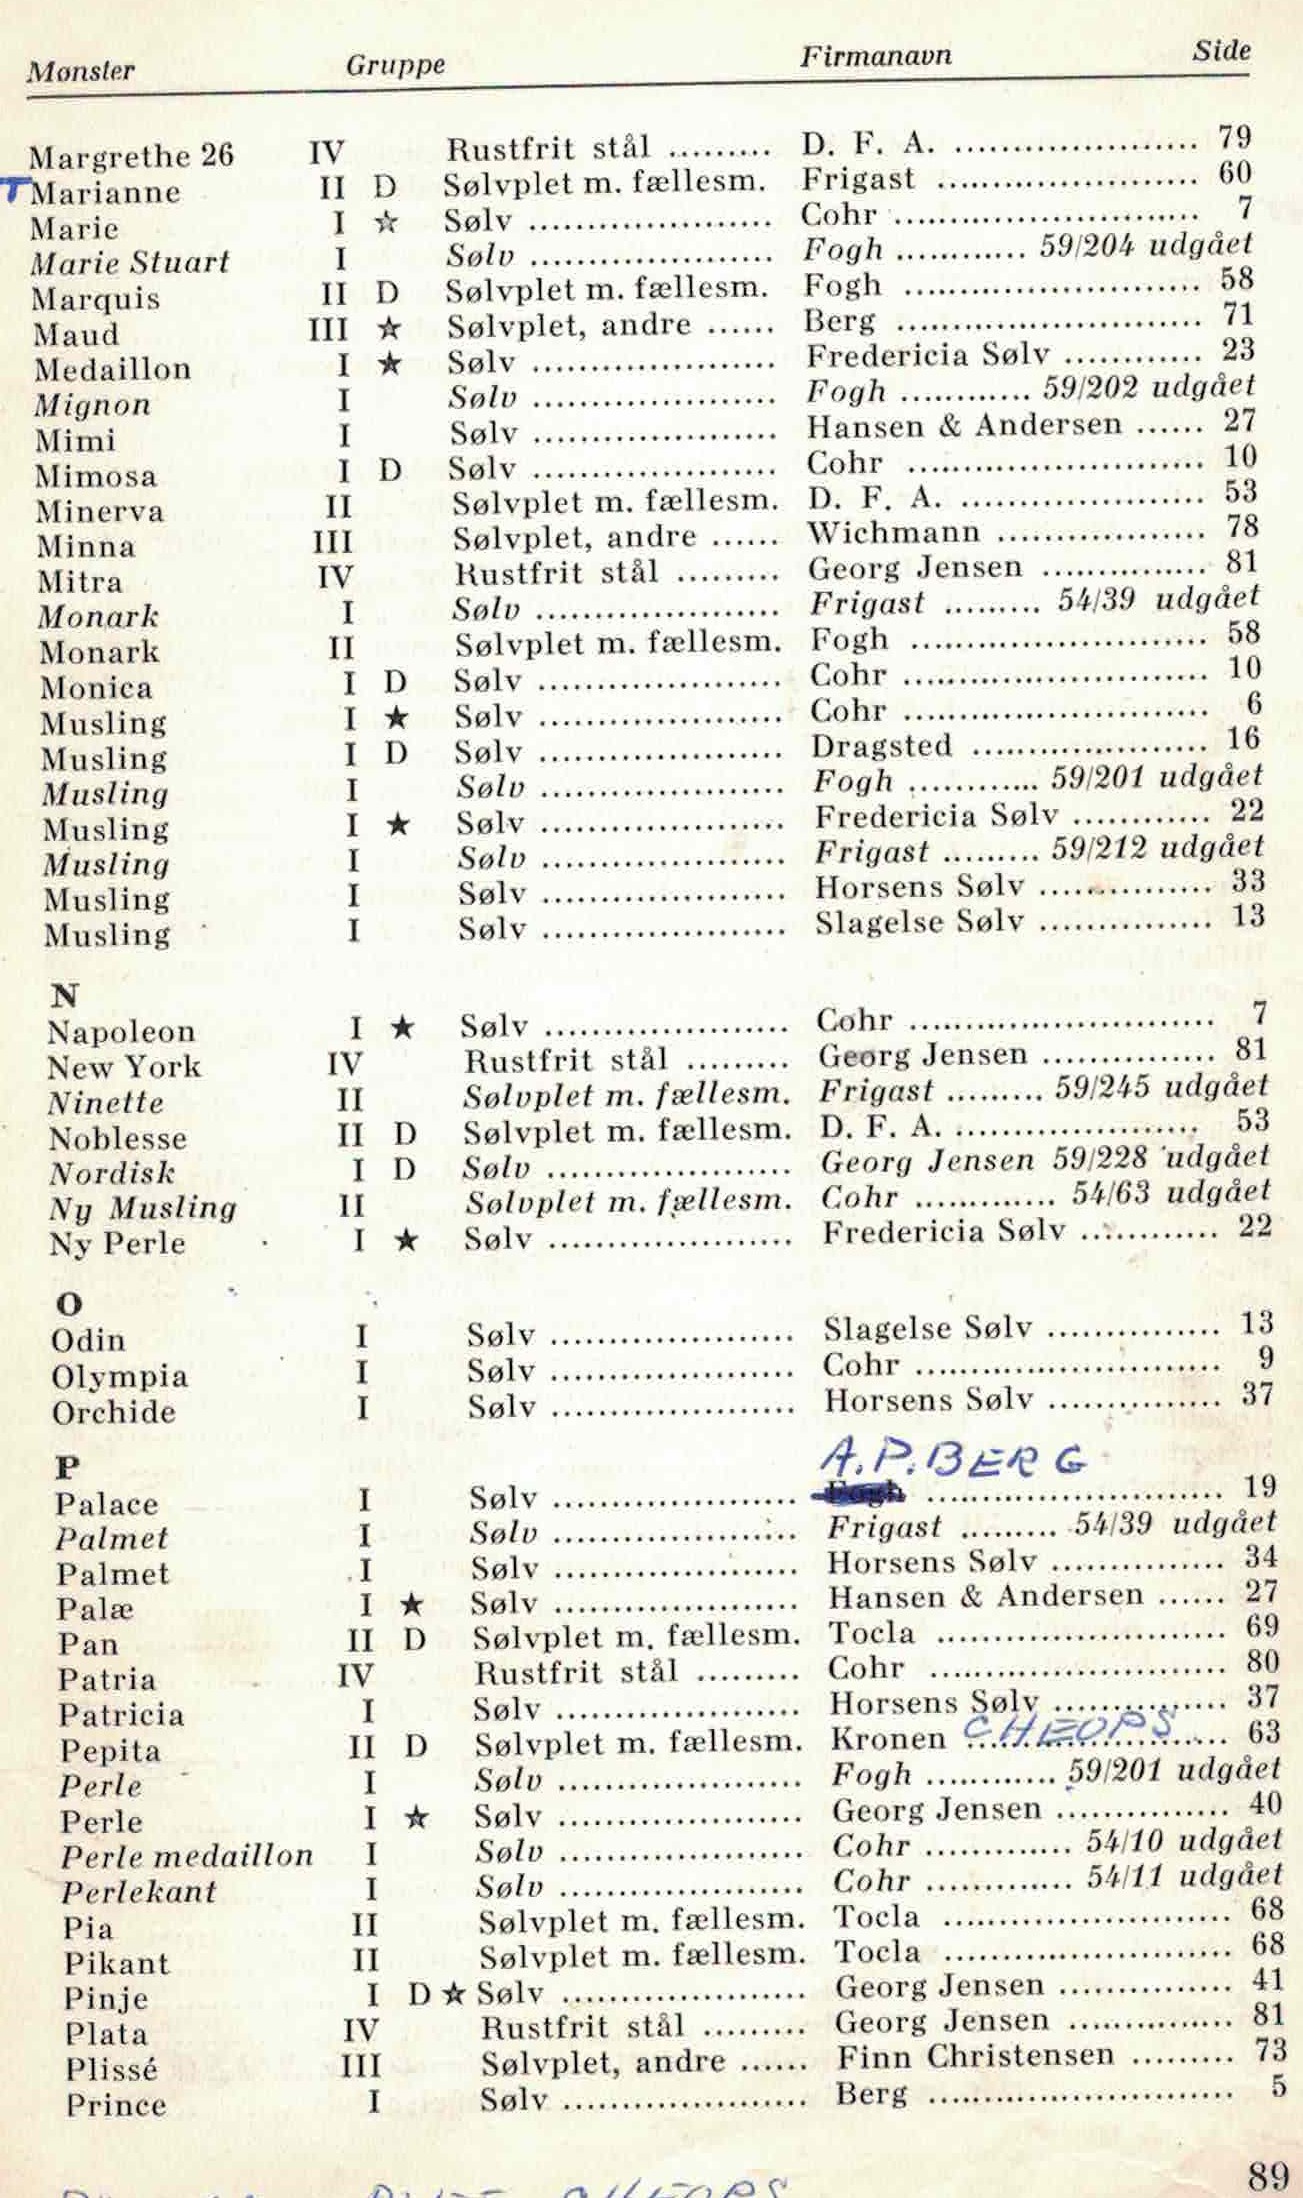 Mønster Gruppe Firmanavn Side
Margrethe 26 IV Rustfrit stål ......... D. F. A. ...................... 79
T Marianne II D Sølvplet m. fællesm. Frigast ........................ 60
Marie I ☆ Sølv ..................... Cohr ........................... 7
Marie Stuart I Sølv ..................... Fogh ............ 59/204 udgået
Marquis II D Sølvplet m. fællesm. Fogh .......................... 58
Maud III ★ Sølvplet, andre ...... Berg ........................... 71
Medaillon I ★ Sølv ..................... Fredericia Sølv ............ 23
Mignon I Sølv ..................... Fogh ............ 59/202 udgået
Mimi I Sølv ..................... Hansen & Andersen ...... 27
Mimosa I D Sølv ..................... Cohr .......................... 10
Minerva II Sølvplet m. fællesm. D. F. A. ...................... 53
Minna III Sølvplet, andre ...... Wichmann .................. 78
Mitra IV Rustfrit stål ......... Georg Jensen ............... 81
Monark I Sølv ..................... Frigast ......... 54/39 udgået
Monark II Sølvplet m. fællesm. Fogh .......................... 58
Monica I D Sølv ..................... Cohr ........................... 10
Musling I ★ Sølv ..................... Cohr ........................... 6
Musling I D Sølv ..................... Dragsted ..................... 16
Musling I Sølv ..................... Fogh ............ 59/201 udgået
Musling I ★ Sølv ..................... Fredericia Sølv ............ 22
Musling I Sølv ..................... Frigast ......... 59/212 udgået
Musling I Sølv ..................... Horsens Sølv ............... 33
Musling I Sølv ..................... Slagelse Sølv ............... 13
N
Napoleon I ★ Sølv ..................... Cohr ........................... 7
New York IV Rustfrit stål ......... Georg Jensen ............... 81
Ninette II Sølvplet m. fællesm. Frigast ......... 59/245 udgået
Noblesse II D Sølvplet m. fællesm. D. F. A. ...................... 53
Nordisk I D Sølv ..................... Georg Jensen 59/228 udgået
Ny Musling II Sølvplet m. fællesm. Cohr ............. 54/63 udgået
Ny Perle I ★ Sølv ..................... Fredericia Sølv ............ 22
O
Odin I Sølv ..................... Slagelse Sølv ............... 13
Olympia I Sølv ..................... Cohr ........................... 9
Orchide I Sølv ..................... Horsens Sølv ............... 37
A.P.BERG
P
Palace I Sølv ..................... Fogh .......................... 19
Palmet I Sølv ..................... Frigast ......... 54/39 udgået
Palmet I Sølv ..................... Horsens Sølv ............... 34
Palæ I ★ Sølv ..................... Hansen & Andersen ...... 27
Pan II D Sølvplet m. fællesm. Tocla ......................... 69
Patria IV Rustfrit stål ......... Cohr .......................... 80
Patricia I Sølv ..................... Horsens Sølv ............... 37
Pepita II D Sølvplet m. fællesm. Kronen CHEOPS ....................... 63
Perle I Sølv ..................... Fogh ............ 59/201 udgået
Perle I ☆ Sølv ..................... Georg Jensen ............... 40
Perle medaillon I Sølv ..................... Cohr ............. 54/10 udgået
Perlekant I Sølv ..................... Cohr ............. 54/11 udgået
Pia II Sølvplet m. fællesm. Tocla ......................... 68
Pikant II Sølvplet m. fællesm. Tocla ......................... 68
Pinje I D ☆ Sølv ..................... Georg Jensen ............... 41
Plata IV Rustfrit stål ......... Georg Jensen ............... 81
Plissé III Sølvplet, andre ...... Finn Christensen ......... 73
Prince I Sølv ..................... Berg ........................... 5
89
CHEOPS